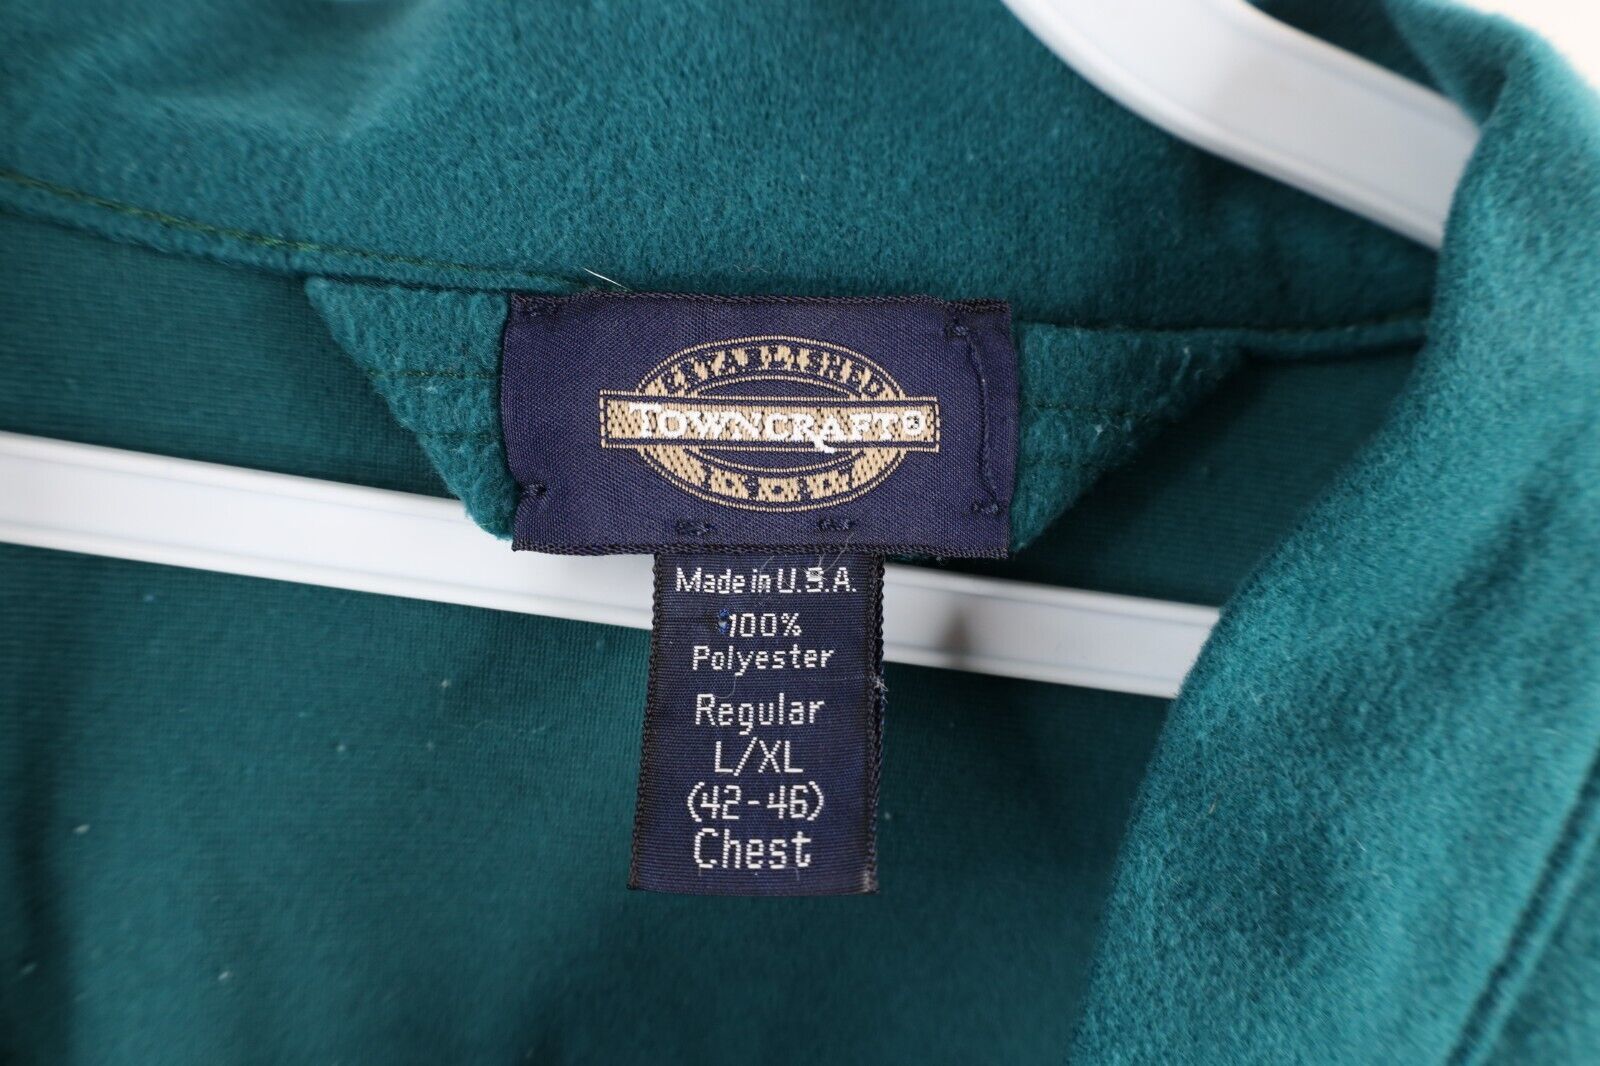 ESTABLISHED
TOWNCRAFT®
Made in U.S.A.
100%
Polyester
Regular
L/XL
(42-46)
Chest